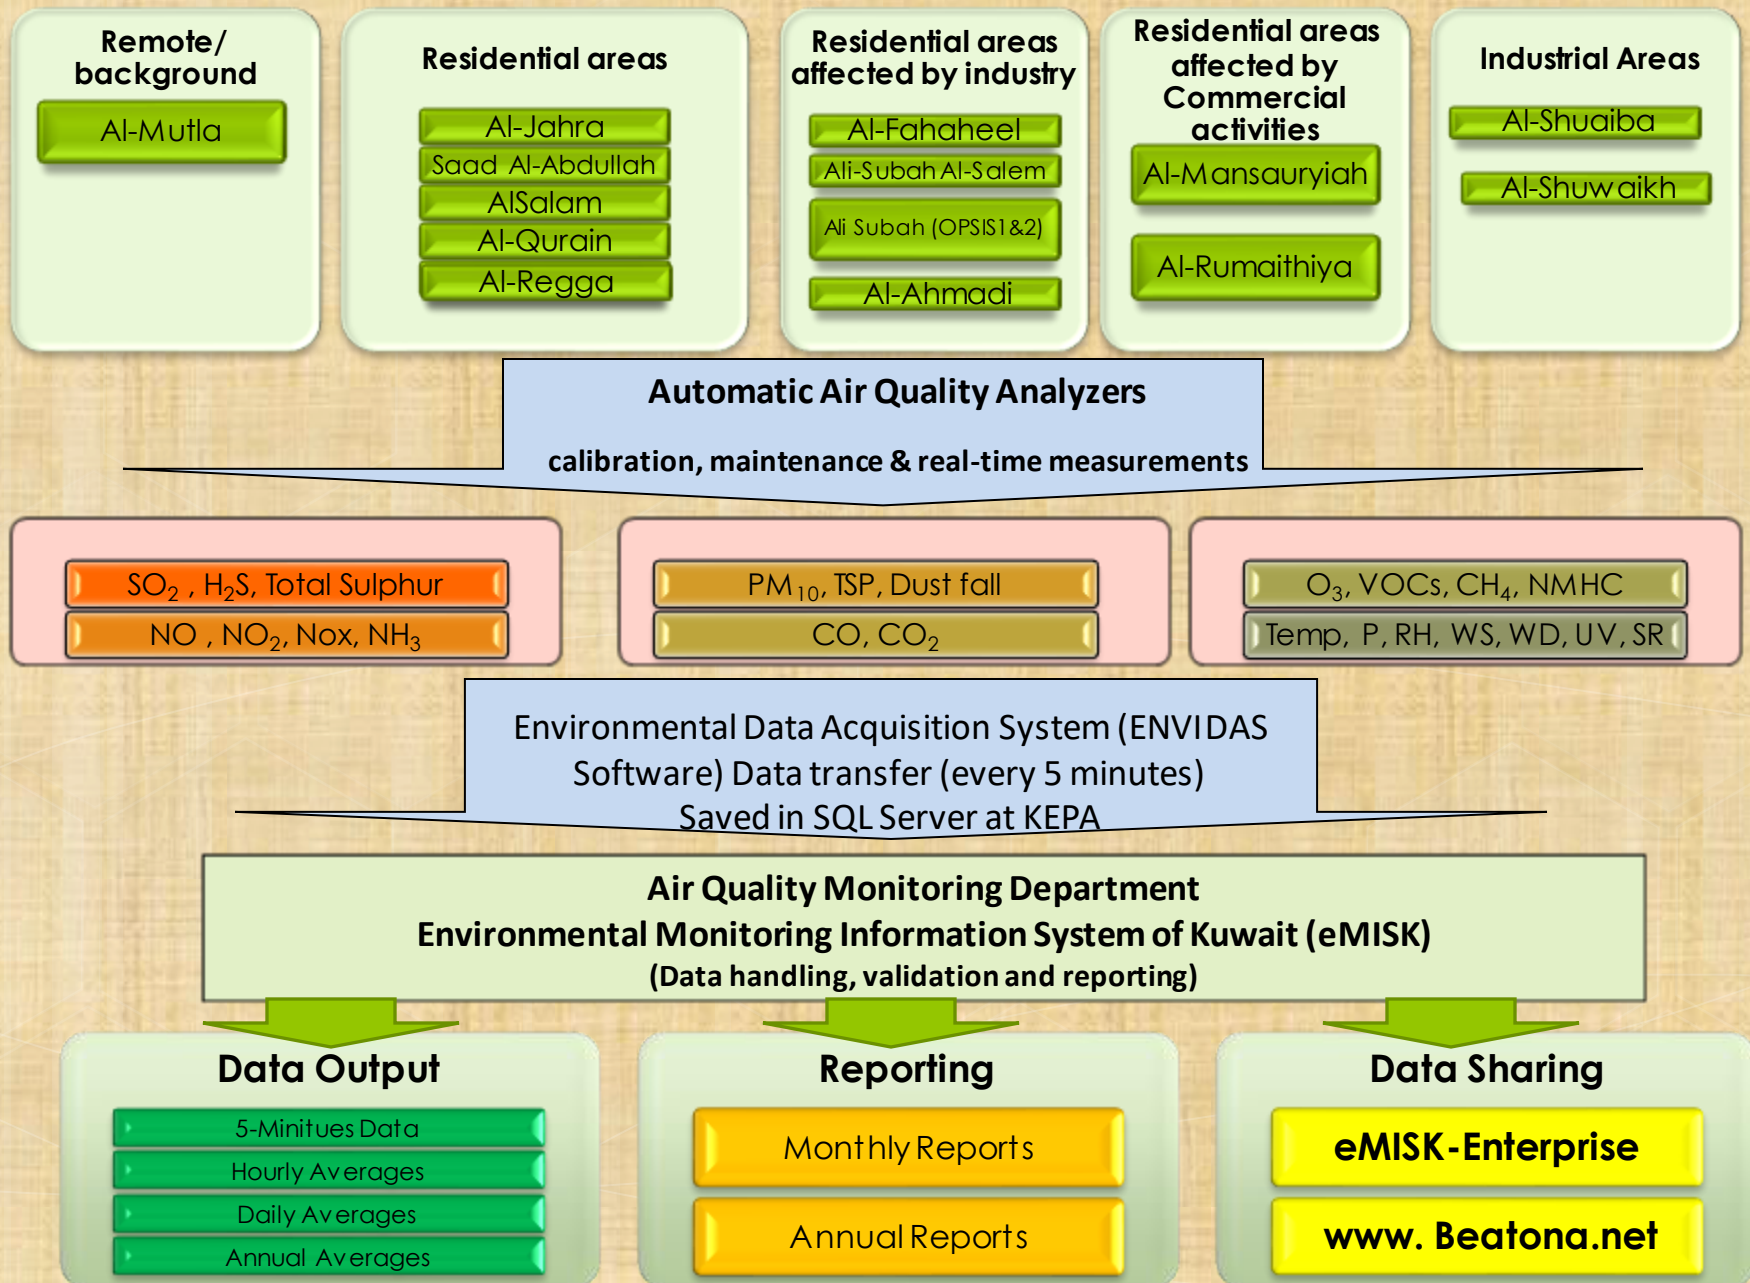 Remote/
background
Al-Mutla
Residential areas
Al-Jahra
Saad Al-Abdullah
AlSalam
Al-Qurain
Al-Regga
Residential areas
affected by industry
Al-Fahaheel
Ali-Subah Al-Salem
Ali Subah (OPSIS1&2)
Al-Ahmadi
Residential areas
affected by
Commercial
activities
Al-Mansauryiah
Al-Rumaithiya
Industrial Areas
Al-Shuaiba
Al-Shuwaikh
Automatic Air Quality Analyzers
calibration, maintenance & real-time measurements
SO₂ , H₂S, Total Sulphur
NO , NO₂, Nox, NH₃
PM₁₀, TSP, Dust fall
CO, CO₂
O₃, VOCs, CH₄, NMHC
Temp, P, RH, WS, WD, UV, SR
Environmental Data Acquisition System (ENVIDAS
Software) Data transfer (every 5 minutes)
Saved in SQL Server at KEPA
Air Quality Monitoring Department
Environmental Monitoring Information System of Kuwait (eMISK)
(Data handling, validation and reporting)
Data Output
5-Minitues Data
Hourly Averages
Daily Averages
Annual Averages
Reporting
Monthly Reports
Annual Reports
Data Sharing
eMISK-Enterprise
www. Beatona.net